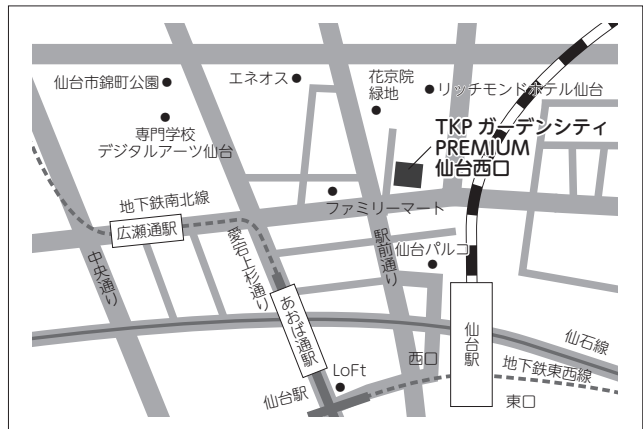 仙台市錦町公園
エネオス
花京院
緑地
リッチモンドホテル仙台
専門学校
デジタルアーツ仙台
TKP ガーデンシティ
PREMIUM
仙台西口
地下鉄南北線
ファミリーマート
広瀬通駅
中央通り
愛宕上杉通り
駅前通り
仙台パルコ
あおば通駅
仙台駅
仙石線
LoFt
西口
地下鉄東西線
仙台駅
東口